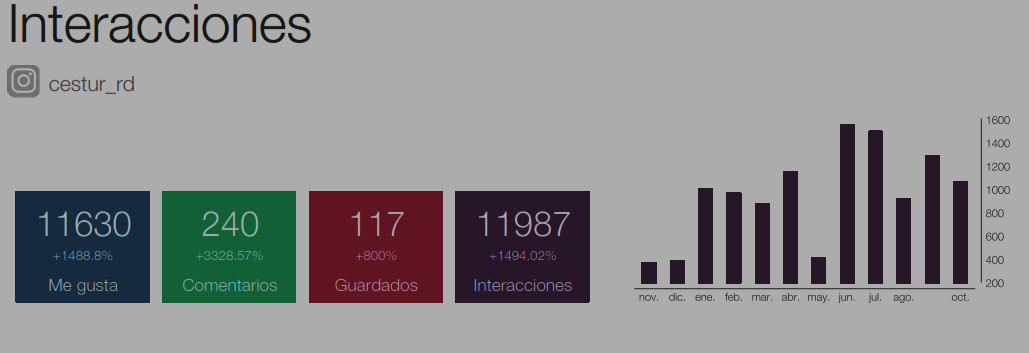 Interacciones
cestur_rd
11630
+1488.8%
Me gusta
240
+3328.57%
Comentarios
117
+800%
Guardados
11987
+1494.02%
Interacciones
1600
1400
1200
1000
800
600
400
200
nov. dic. ene. feb. mar. abr. may. jun. jul. ago. oct.